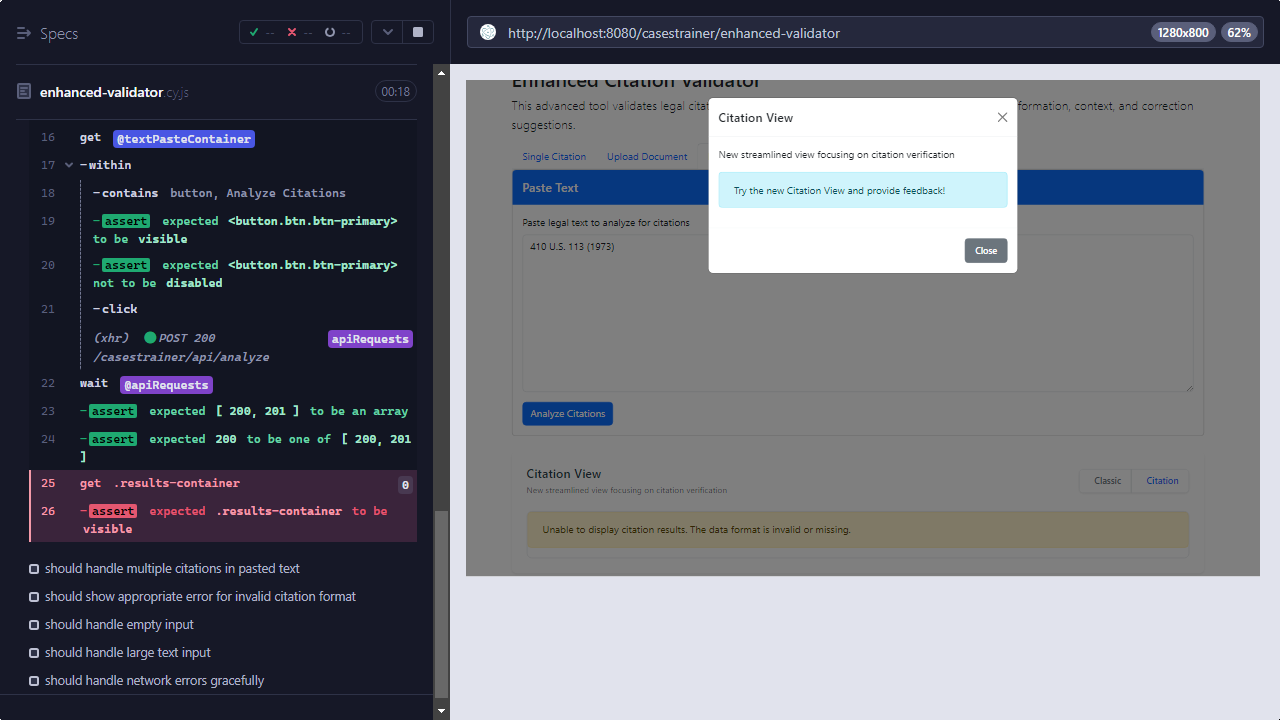 Specs
✓ -- ✕ -- --
http://localhost:8080/casestrainer/enhanced-validator
1280x800
62%
enhanced-validator.cy.js
00:18
16 get @textPasteContainer
17 -within
18 -contains button, Analyze Citations
19 -assert expected <button.btn.btn-primary>
to be visible
20 -assert expected <button.btn.btn-primary>
not to be disabled
21 -click
(xhr) POST 200 apiRequests
/casestrainer/api/analyze
22 wait @apiRequests
23 -assert expected [ 200, 201 ] to be an array
24 -assert expected 200 to be one of [ 200, 201
]
25 get .results-container 0
26 -assert expected .results-container to be
visible
should handle multiple citations in pasted text
should show appropriate error for invalid citation format
should handle empty input
should handle large text input
should handle network errors gracefully
Enhanced Citation Validator
This advanced tool validates legal
suggestions.
context, and correction
Single Citation
Upload Document
Paste Text
Paste legal text to analyze for citations
410 U.S. 113 (1973)
Analyze Citations
Citation View
New streamlined view focusing on citation verification
Try the new Citation View and provide feedback!
Close
Citation View
New streamlined view focusing on citation verification
Classic
Citation
Unable to display citation results. The data format is invalid or missing.